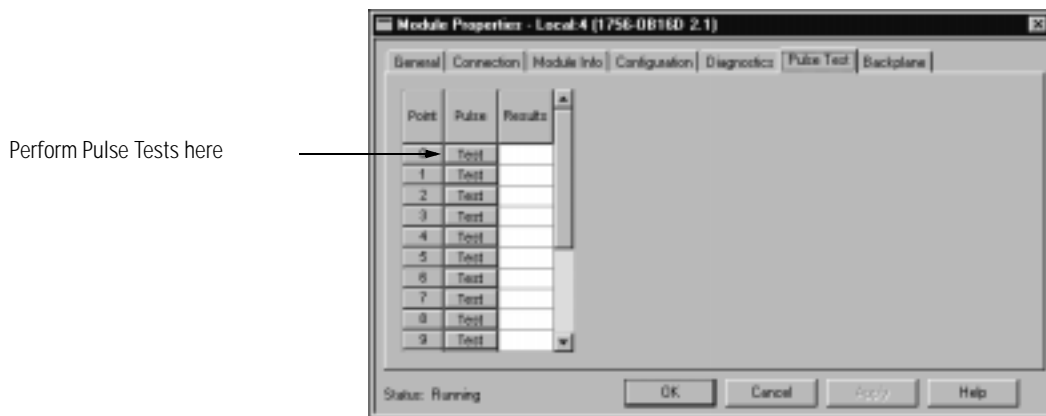 Module Properties - Local:4 (1756-OB16D 2.1)
General Connection Module Info Configuration Diagnostics Pulse Test Backplane
Point Pulse Results
Perform Pulse Tests here
0 Test
1 Test
2 Test
3 Test
4 Test
5 Test
6 Test
7 Test
8 Test
9 Test
Status: Running
OK Cancel Apply Help